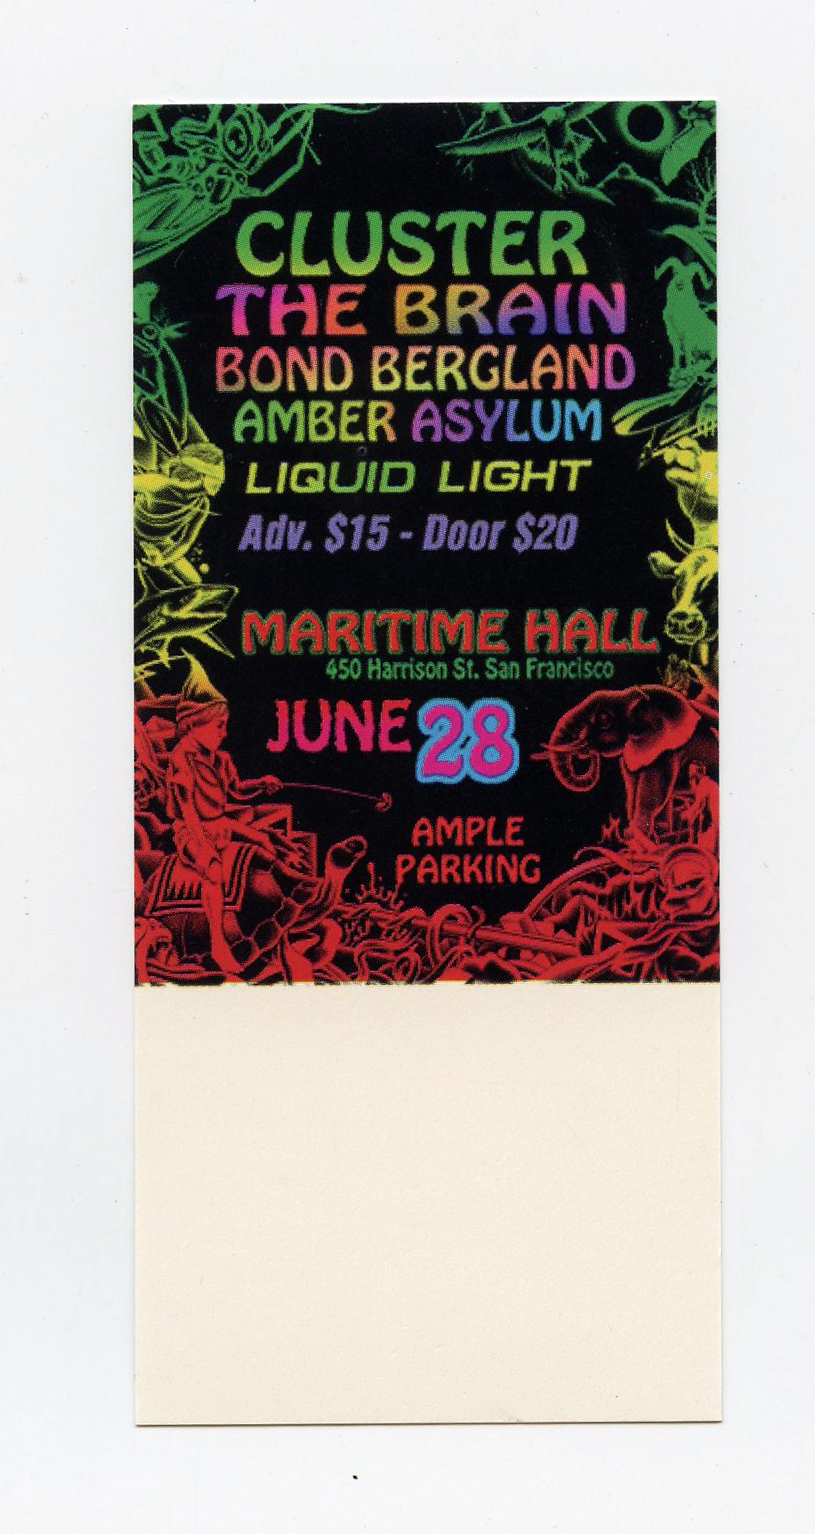 CLUSTER
THE BRAIN
BOND BERGLAND
AMBER ASYLUM
LIQUID LIGHT
Adv. $15 - Door $20
MARITIME HALL
450 Harrison St. San Francisco
JUNE 28
AMPLE
PARKING